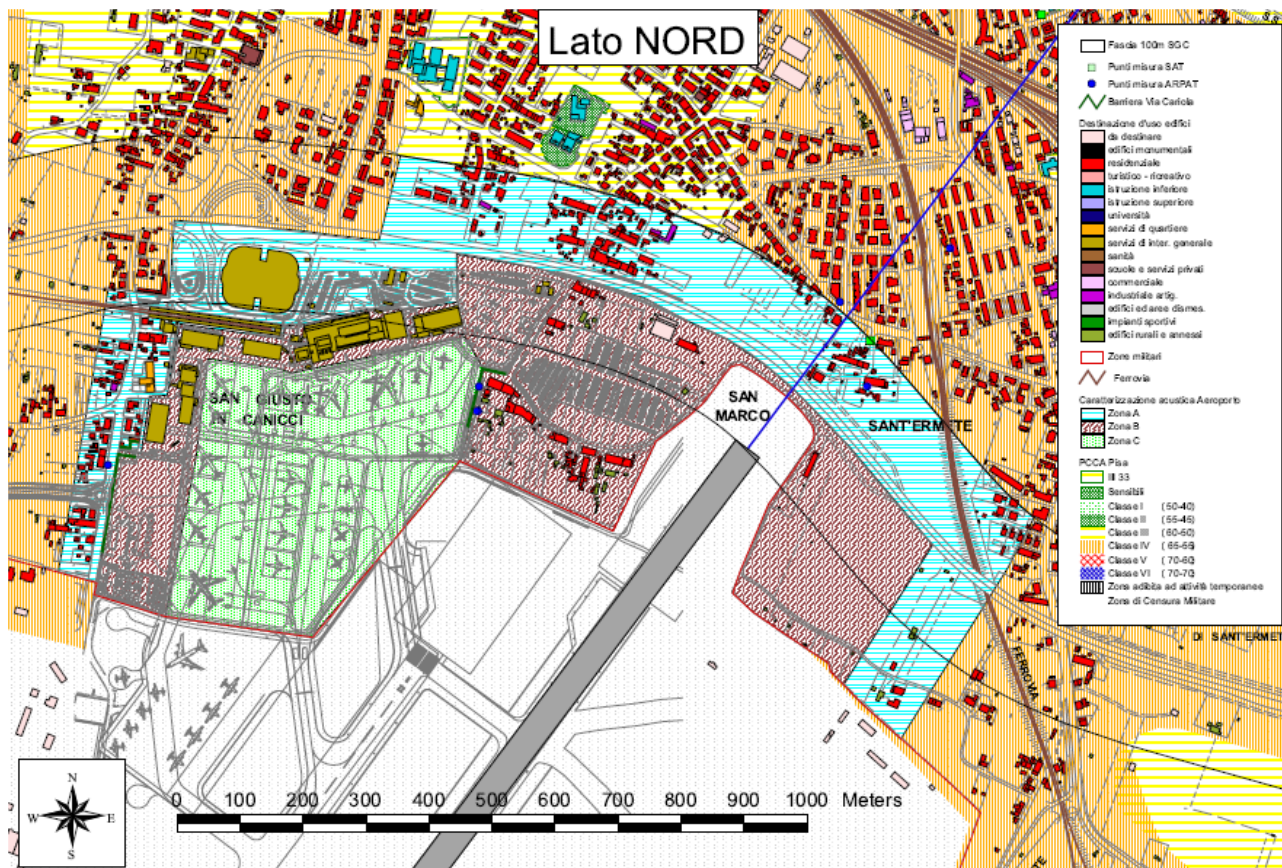 Lato NORD
Fascia 100m SGC
Punti misura SAT
Punti misura ARPAT
Barriera Via Cariola
Destinazione d'uso edifici
da destinare
edifici monumentali
residenziale
turistico - ricreativo
istruzione inferiore
istruzione superiore
università
servizi di quartiere
servizi di inter. generale
sanità
scuole e servizi privati
commerciale
industriale artig.
edifici ed aree dismes.
impianti sportivi
edifici rurali e annessi
Zone militari
Ferrovia
Caratterizzazione acustica Aeroporto
Zona A
Zona B
Zona C
PCCA Pisa
III 33
Sensibili
Classe I (50-40)
Classe II (55-45)
Classe III (60-50)
Classe IV (65-55)
Classe V (70-60)
Classe VI (70-70)
Zona adibita ad attività temporanee
Zona di Censura Militare
SAN GIUSTO
IN CANICCI
SAN
MARCO
SANT'ERMETE
DI SANT'ERMET
FERROVIA
N
W E
S
0 100 200 300 400 500 600 700 800 900 1000 Meters